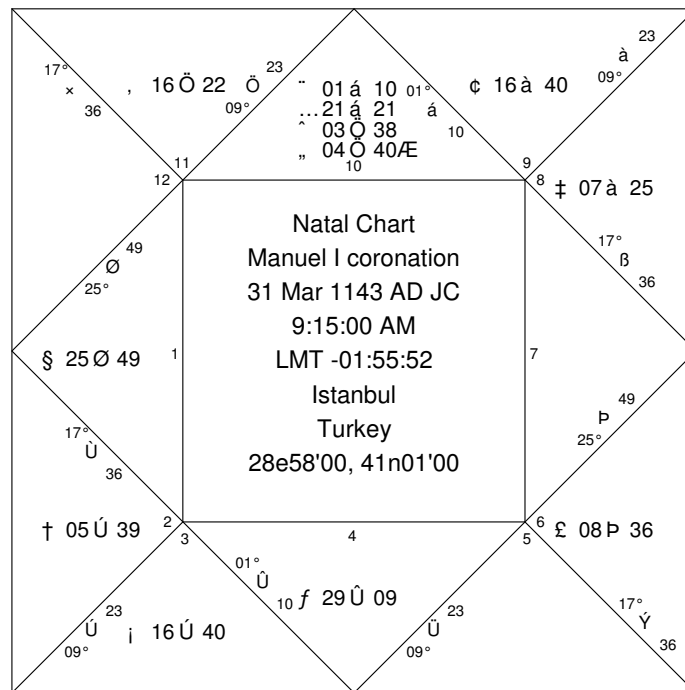 17°
×
36
‚ 16 Ö 22
23
Ö
09°
¨ 01 á 10
… 21 á 21
ˆ 03 Ö 38
„ 04 Ö 40Æ
01°
á
10
¢ 16 à 40
23
à
09°
11
12
10
9
8
‡ 07 à 25
17°
ß
36
49
Ø
25°
§ 25 Ø 49
1
Natal Chart
Manuel I coronation
31 Mar 1143 AD JC
9:15:00 AM
LMT -01:55:52
Istanbul
Turkey
28e58'00, 41n01'00
7
49
Þ
25°
17°
Ù
36
† 05 Ú 39
2
3
4
6
5
£ 08 Þ 36
23
Ú
09°
¡ 16 Ú 40
01°
Û
10
ƒ 29 Û 09
23
Ü
09°
17°
Ý
36